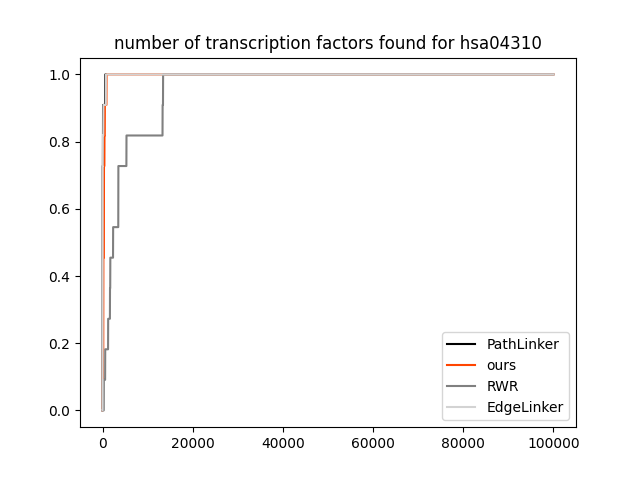 number of transcription factors found for hsa04310
1.0
0.8
0.6
0.4
0.2
0.0
0 20000 40000 60000 80000 100000
PathLinker
ours
RWR
EdgeLinker